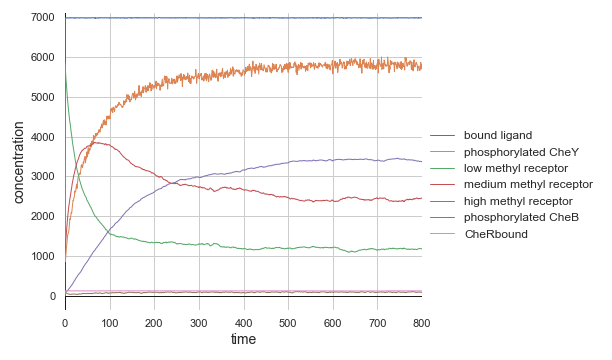 7000
6000
5000
4000
3000
2000
1000
0
concentration
0 100 200 300 400 500 600 700 800
time
bound ligand
phosphorylated CheY
low methyl receptor
medium methyl receptor
high methyl receptor
phosphorylated CheB
CheRbound